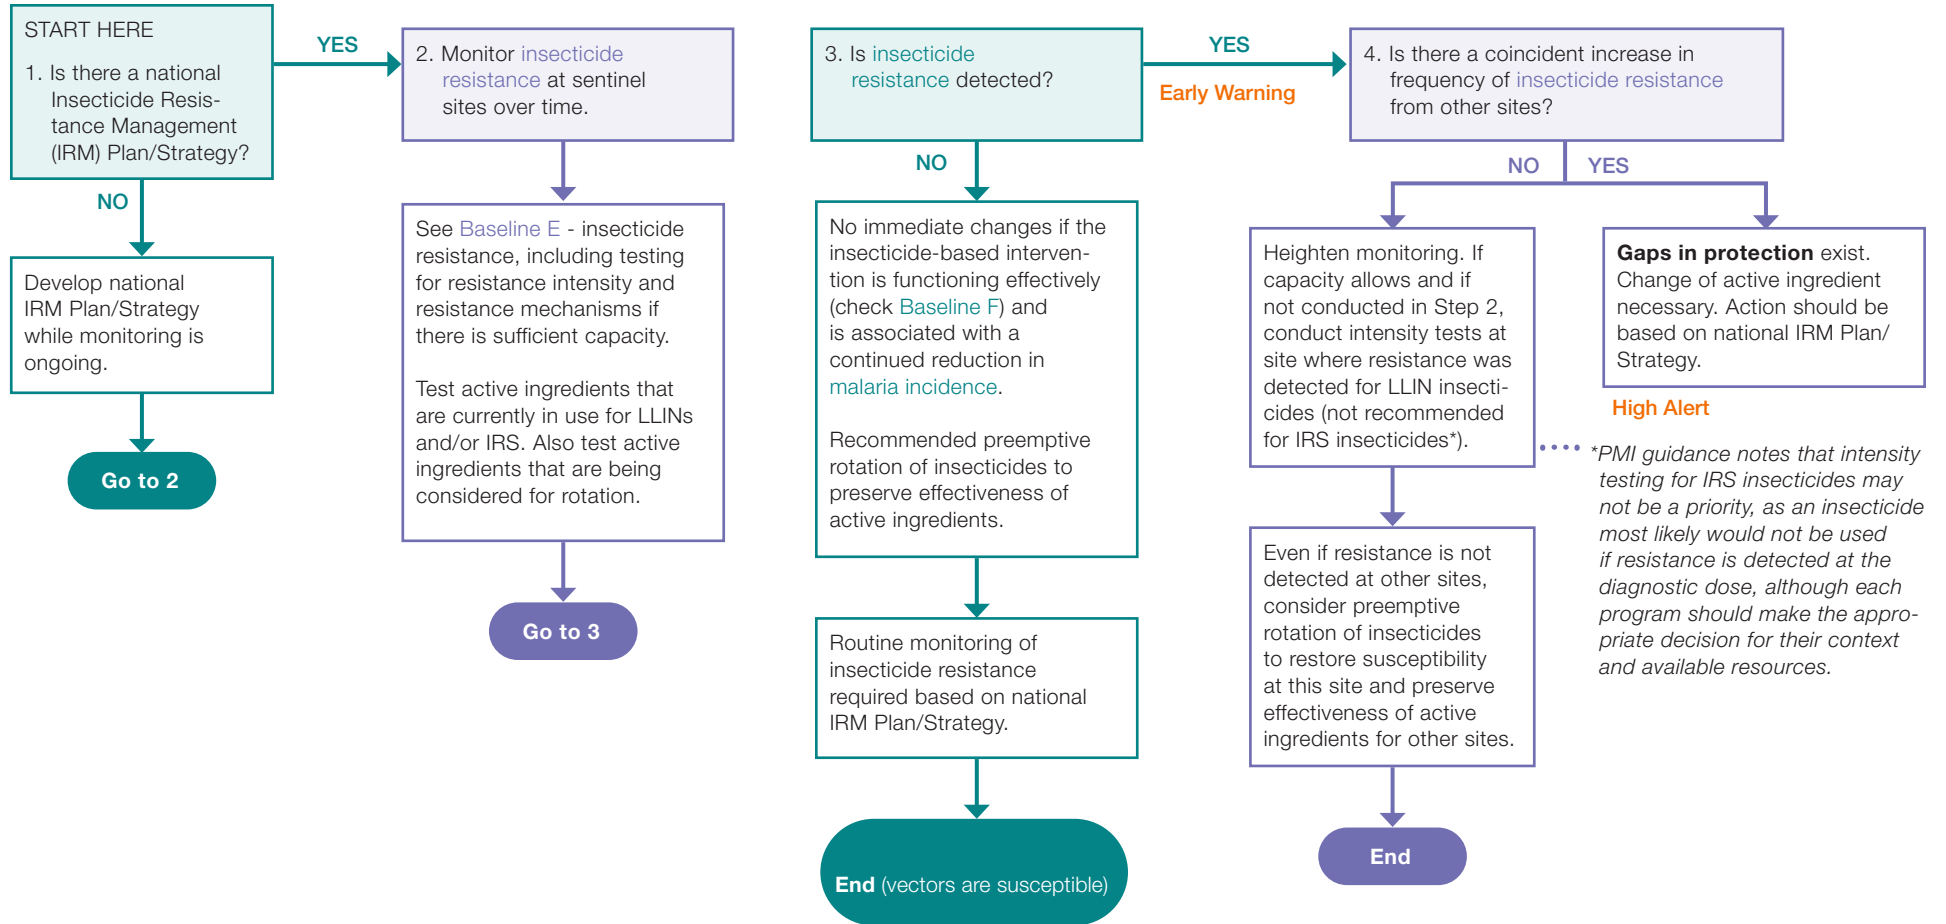 START HERE
1. Is there a national
Insecticide Resis-
tance Management
(IRM) Plan/Strategy?
YES
NO
Develop national
IRM Plan/Strategy
while monitoring is
ongoing.
Go to 2
2. Monitor insecticide
resistance at sentinel
sites over time.
See Baseline E - insecticide
resistance, including testing
for resistance intensity and
resistance mechanisms if
there is sufficient capacity.
Test active ingredients that
are currently in use for LLINs
and/or IRS. Also test active
ingredients that are being
considered for rotation.
Go to 3
3. Is insecticide
resistance detected?
YES
Early Warning
NO
No immediate changes if the
insecticide-based interven-
tion is functioning effectively
(check Baseline F) and
is associated with a
continued reduction in
malaria incidence.
Recommended preemptive
rotation of insecticides to
preserve effectiveness of
active ingredients.
Routine monitoring of
insecticide resistance
required based on national
IRM Plan/Strategy.
End (vectors are susceptible)
4. Is there a coincident increase in
frequency of insecticide resistance
from other sites?
NO
YES
Heighten monitoring. If
capacity allows and if
not conducted in Step 2,
conduct intensity tests at
site where resistance was
detected for LLIN insecti-
cides (not recommended
for IRS insecticides*).
Even if resistance is not
detected at other sites,
consider preemptive
rotation of insecticides
to restore susceptibility
at this site and preserve
effectiveness of active
ingredients for other sites.
End
Gaps in protection exist.
Change of active ingredient
necessary. Action should be
based on national IRM Plan/
Strategy.
High Alert
*PMI guidance notes that intensity
testing for IRS insecticides may
not be a priority, as an insecticide
most likely would not be used
if resistance is detected at the
diagnostic dose, although each
program should make the appro-
priate decision for their context
and available resources.